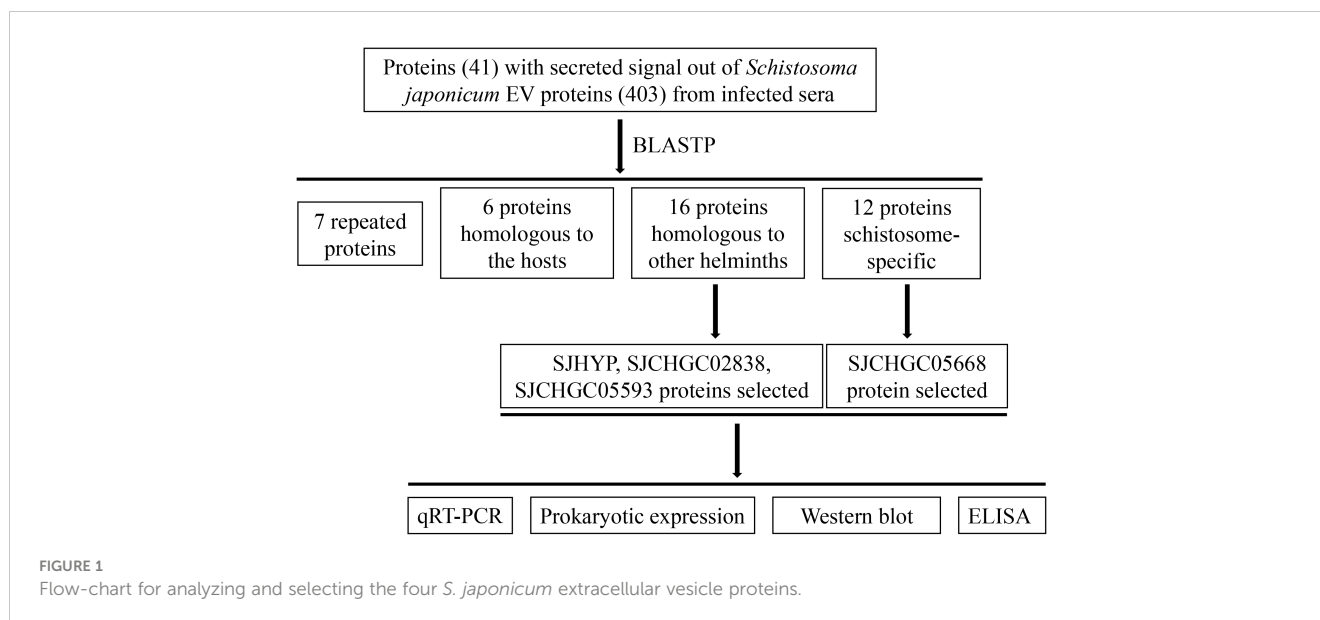 Proteins (41) with secreted signal out of Schistosoma
japonicum EV proteins (403) from infected sera
BLASTP
7 repeated
proteins
6 proteins
homologous to
the hosts
16 proteins
homologous to
other helminths
12 proteins
schistosome-
specific
SJHYP, SJCHGC02838,
SJCHGC05593 proteins selected
SJCHGC05668
protein selected
qRT-PCR
Prokaryotic expression
Western blot
ELISA
FIGURE 1
Flow-chart for analyzing and selecting the four S. japonicum extracellular vesicle proteins.